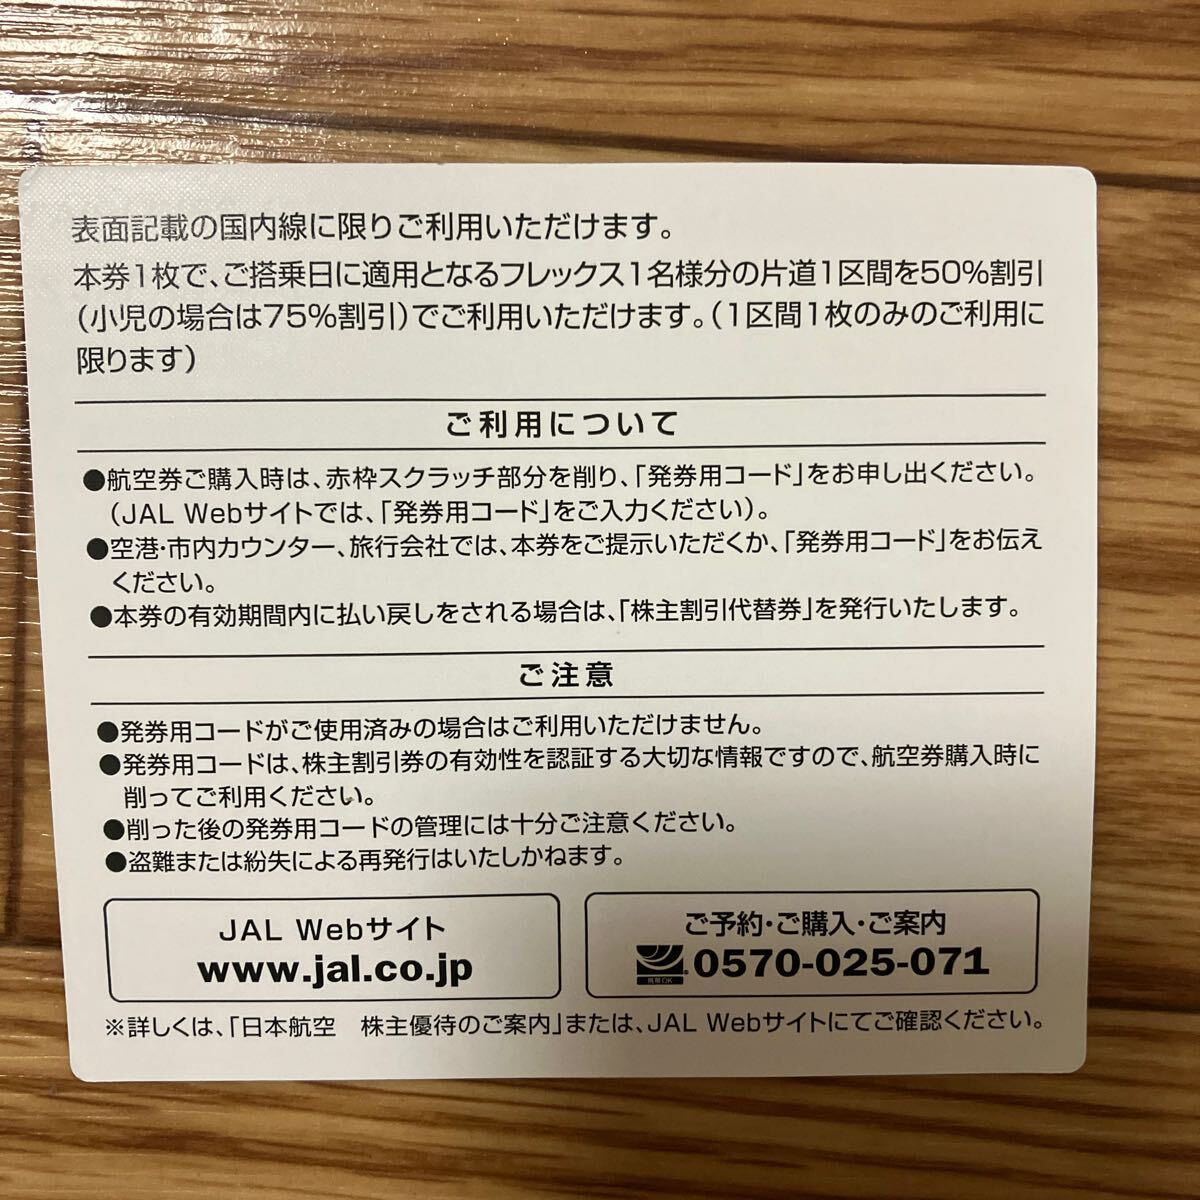 表面記載の国内線に限りご利用いただけます。
本券1枚で、ご搭乗日に適用となるフレックス1名様分の片道1区間を50%割引
(小児の場合は75%割引)でご利用いただけます。(1区間1枚のみのご利用に
限ります)
ご利用について
●航空券ご購入時は、赤枠スクラッチ部分を削り、「発券用コード」をお申し出ください。
(JAL Webサイトでは、「発券用コード」をご入力ください)。
●空港・市内カウンター、旅行会社では、本券をご提示いただくか、「発券用コード」をお伝え
ください。
●本券の有効期間内に払い戻しをされる場合は、「株主割引代替券」を発行いたします。
ご注意
●発券用コードがご使用済みの場合はご利用いただけません。
●発券用コードは、株主割引券の有効性を認証する大切な情報ですので、航空券購入時に
削ってご利用ください。
●削った後の発券用コードの管理には十分ご注意ください。
●盗難または紛失による再発行はいたしかねます。
JAL Webサイト
www.jal.co.jp
ご予約・ご購入・ご案内
携帯OK
0570-025-071
※詳しくは、「日本航空 株主優待のご案内」または、JAL Webサイトにてご確認ください。